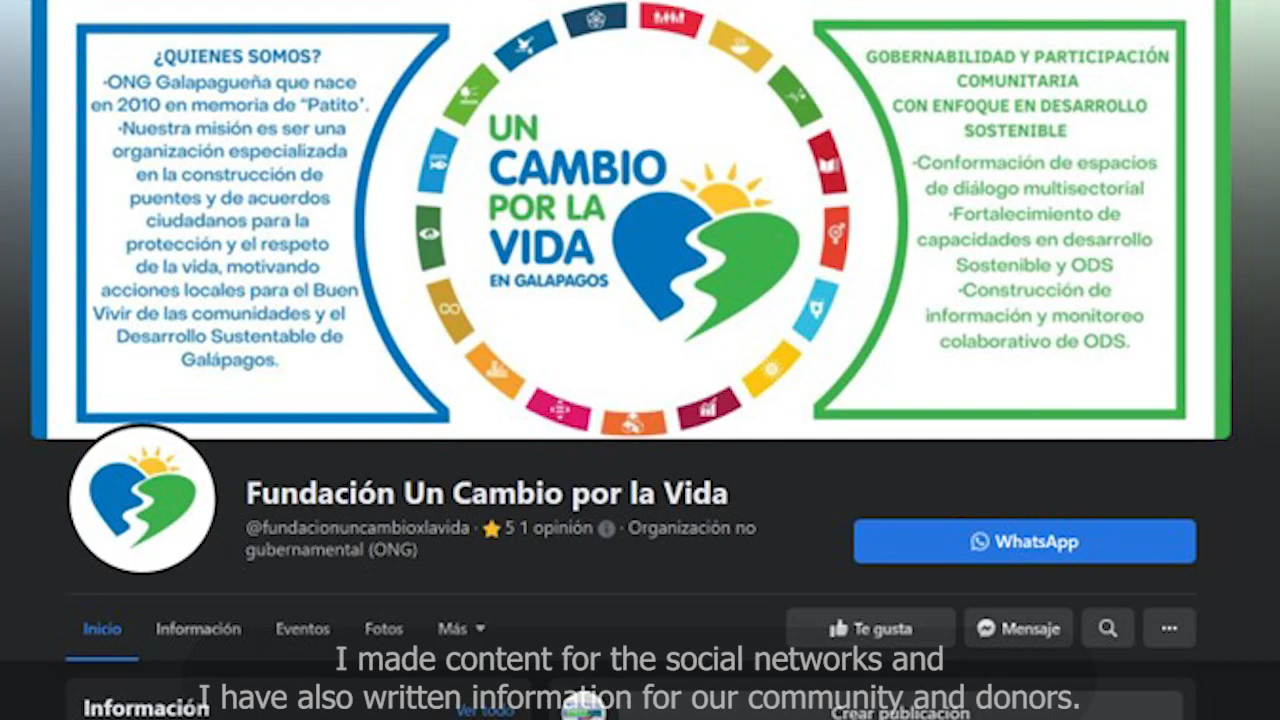 ¿QUIENES SOMOS?
·ONG Galapagueña que nace
en 2010 en memoria de “Patito’.
·Nuestra misión es ser una
organización especializada
en la construcción de
puentes y de acuerdos
ciudadanos para la
protección y el respeto
de la vida, motivando
acciones locales para el Buen
Vivir de las comunidades y el
Desarrollo Sustentable de
Galápagos.
UN
CAMBIO
POR LA
VIDA
EN GALAPAGOS
GOBERNABILIDAD Y PARTICIPACIÓN
COMUNITARIA
CON ENFOQUE EN DESARROLLO
SOSTENIBLE
·Conformación de espacios
de diálogo multisectorial
·Fortalecimiento de
capacidades en desarrollo
Sostenible y ODS
·Construcción de
información y monitoreo
colaborativo de ODS.
Fundación Un Cambio por la Vida
@fundacionuncambioxlavida · 5 1 opinión · Organización no
gubernamental (ONG)
WhatsApp
Inicio Información Eventos Fotos Más
Te gusta Mensaje
I made content for the social networks and
I have also written information for our community and donors.
Información Ver todo Crear publicación